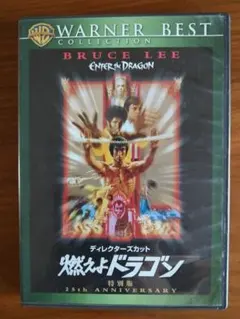 WB
WARNER BEST
COLLECTION
BRUCE LEE
ENTER the DRAGON
ディレクターズカット
燃えよドラゴン
特別版
25th ANNIVERSARY